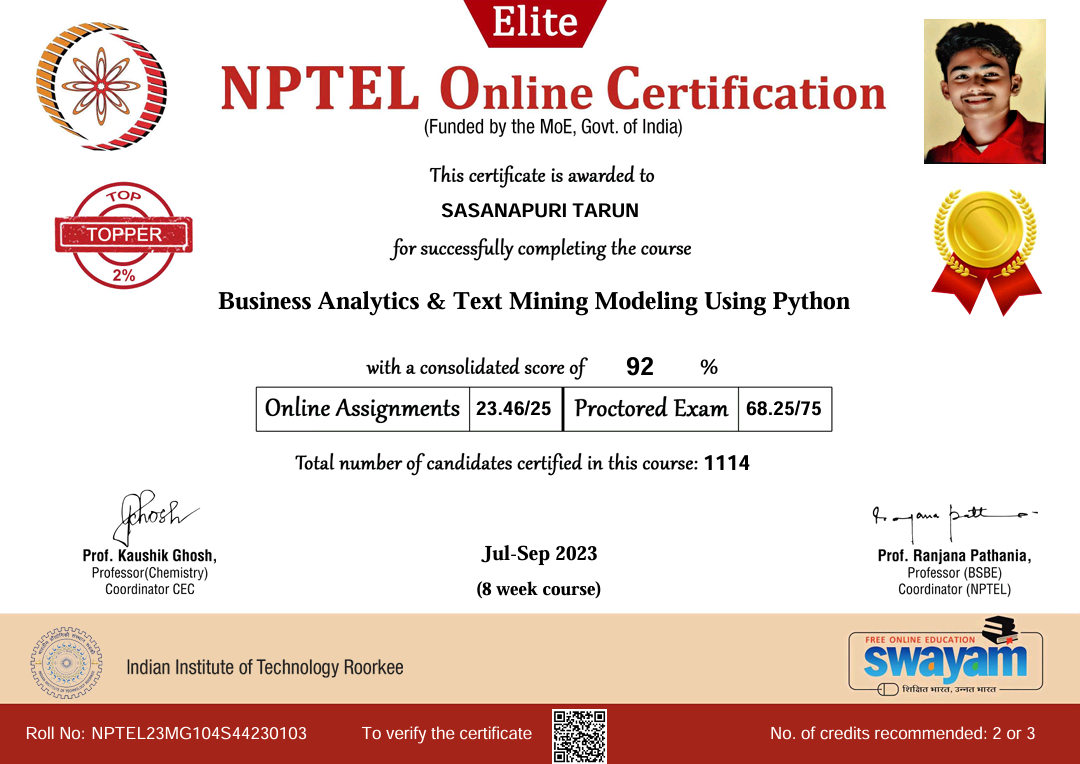 Elite
NPTEL Online Certification
(Funded by the MoE, Govt. of India)
This certificate is awarded to
SASANAPURI TARUN
for successfully completing the course
TOP
TOPPER
2%
Business Analytics & Text Mining Modeling Using Python
with a consolidated score of 92 %
Online Assignments 23.46/25 Proctored Exam 68.25/75
Total number of candidates certified in this course: 1114
Prof. Kaushik Ghosh,
Professor(Chemistry)
Coordinator CEC
Jul-Sep 2023
(8 week course)
Prof. Ranjana Pathania,
Professor (BSBE)
Coordinator (NPTEL)
Indian Institute of Technology Roorkee
FREE ONLINE EDUCATION
swayam
शिक्षित भारत, उन्नत भारत
Roll No: NPTEL23MG104S44230103
To verify the certificate
No. of credits recommended: 2 or 3